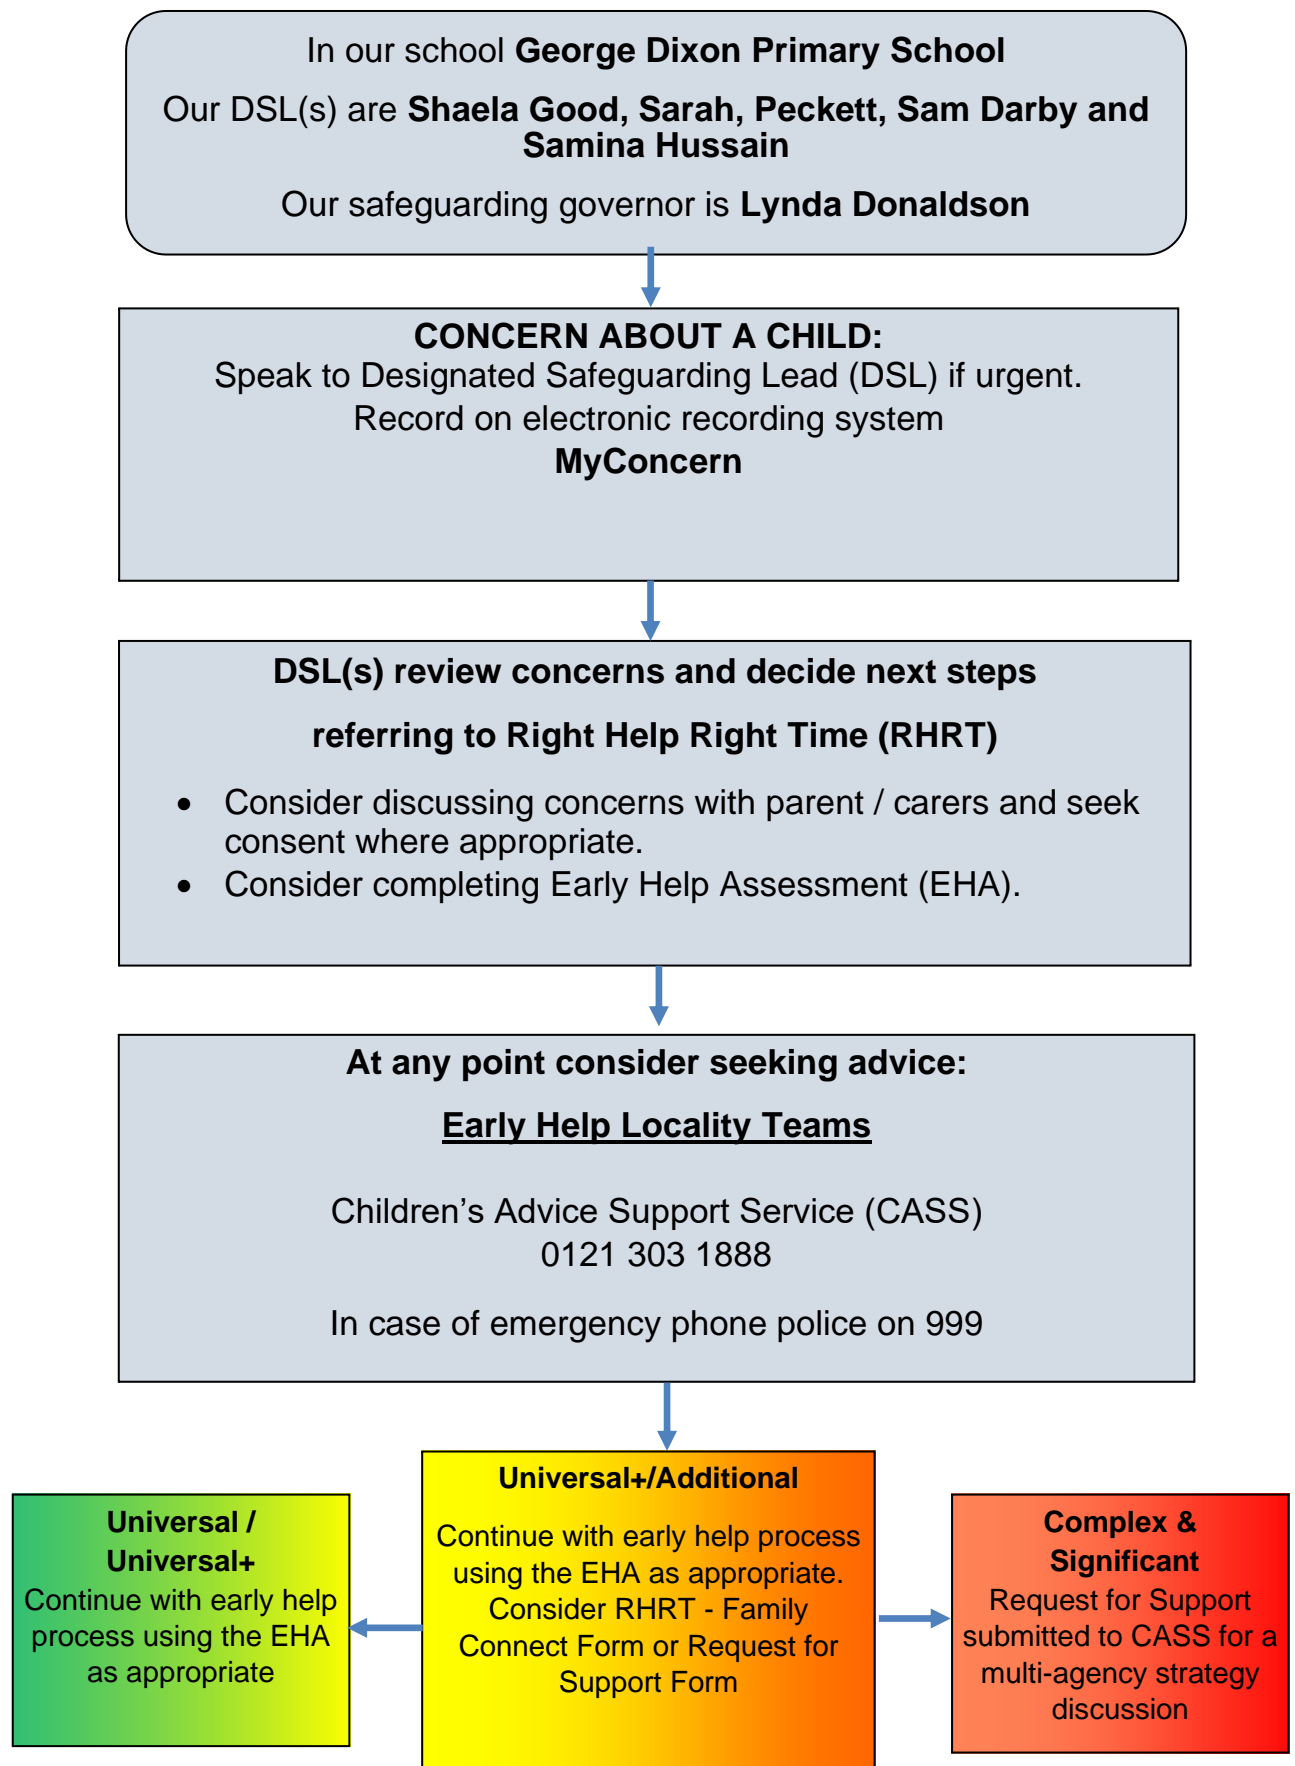 In our school George Dixon Primary School
Our DSL(s) are Shaela Good, Sarah, Peckett, Sam Darby and
Samina Hussain
Our safeguarding governor is Lynda Donaldson
CONCERN ABOUT A CHILD:
Speak to Designated Safeguarding Lead (DSL) if urgent.
Record on electronic recording system
MyConcern
DSL(s) review concerns and decide next steps
referring to Right Help Right Time (RHRT)
• Consider discussing concerns with parent / carers and seek
consent where appropriate.
• Consider completing Early Help Assessment (EHA).
At any point consider seeking advice:
Early Help Locality Teams
Children’s Advice Support Service (CASS)
0121 303 1888
In case of emergency phone police on 999
Universal /
Universal+
Continue with early help
process using the EHA
as appropriate
Universal+/Additional
Continue with early help process
using the EHA as appropriate.
Consider RHRT - Family
Connect Form or Request for
Support Form
Complex &
Significant
Request for Support
submitted to CASS for a
multi-agency strategy
discussion